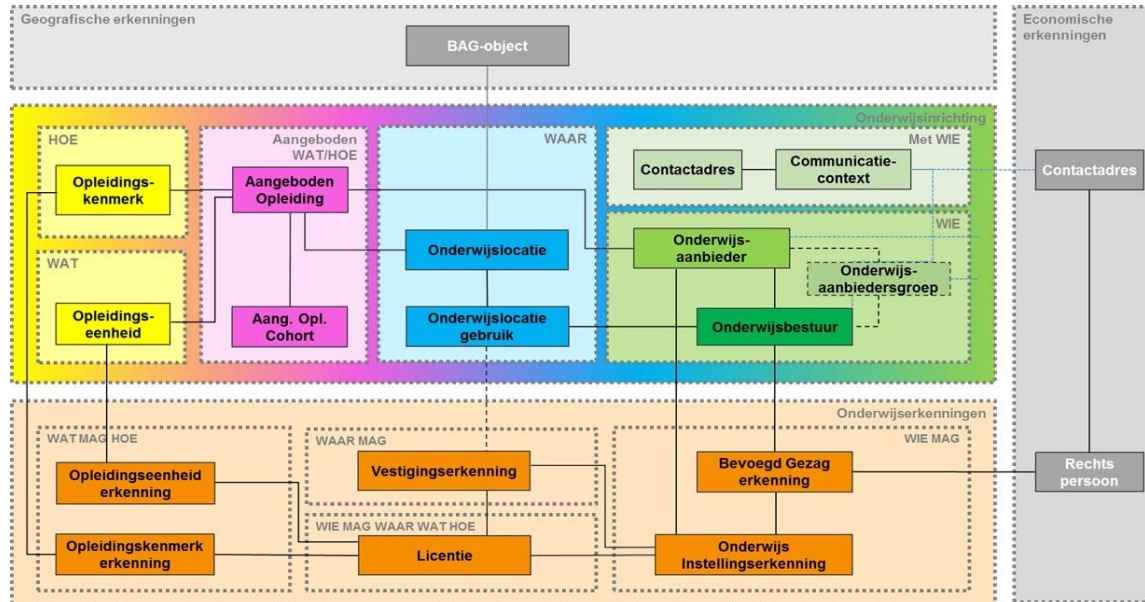 Geografische erkenningen
BAG-object
Economische
erkenningen
Onderwijsinrichting
HOE
Opleidings-
kenmerk
Aangeboden
WAT/HOE
Aangeboden
Opleiding
WAAR
Met WIE
Contactadres
Communicatie-
context
Contactadres
WAT
Opleidings-
eenheid
Aang. Opl.
Cohort
Onderwijslocatie
Onderwijslocatie
gebruik
WIE
Onderwijs-
aanbieder
Onderwijs-
aanbiedersgroep
Onderwijsbestuur
Onderwijserkenningen
WAT MAG HOE
Opleidingseenheid
erkenning
Opleidingskenmerk
erkenning
WAAR MAG
Vestigingserkenning
WIE MAG WAAR WAT HOE
Licentie
WIE MAG
Bevoegd Gezag
erkenning
Onderwijs
Instellingserkenning
Rechts
persoon